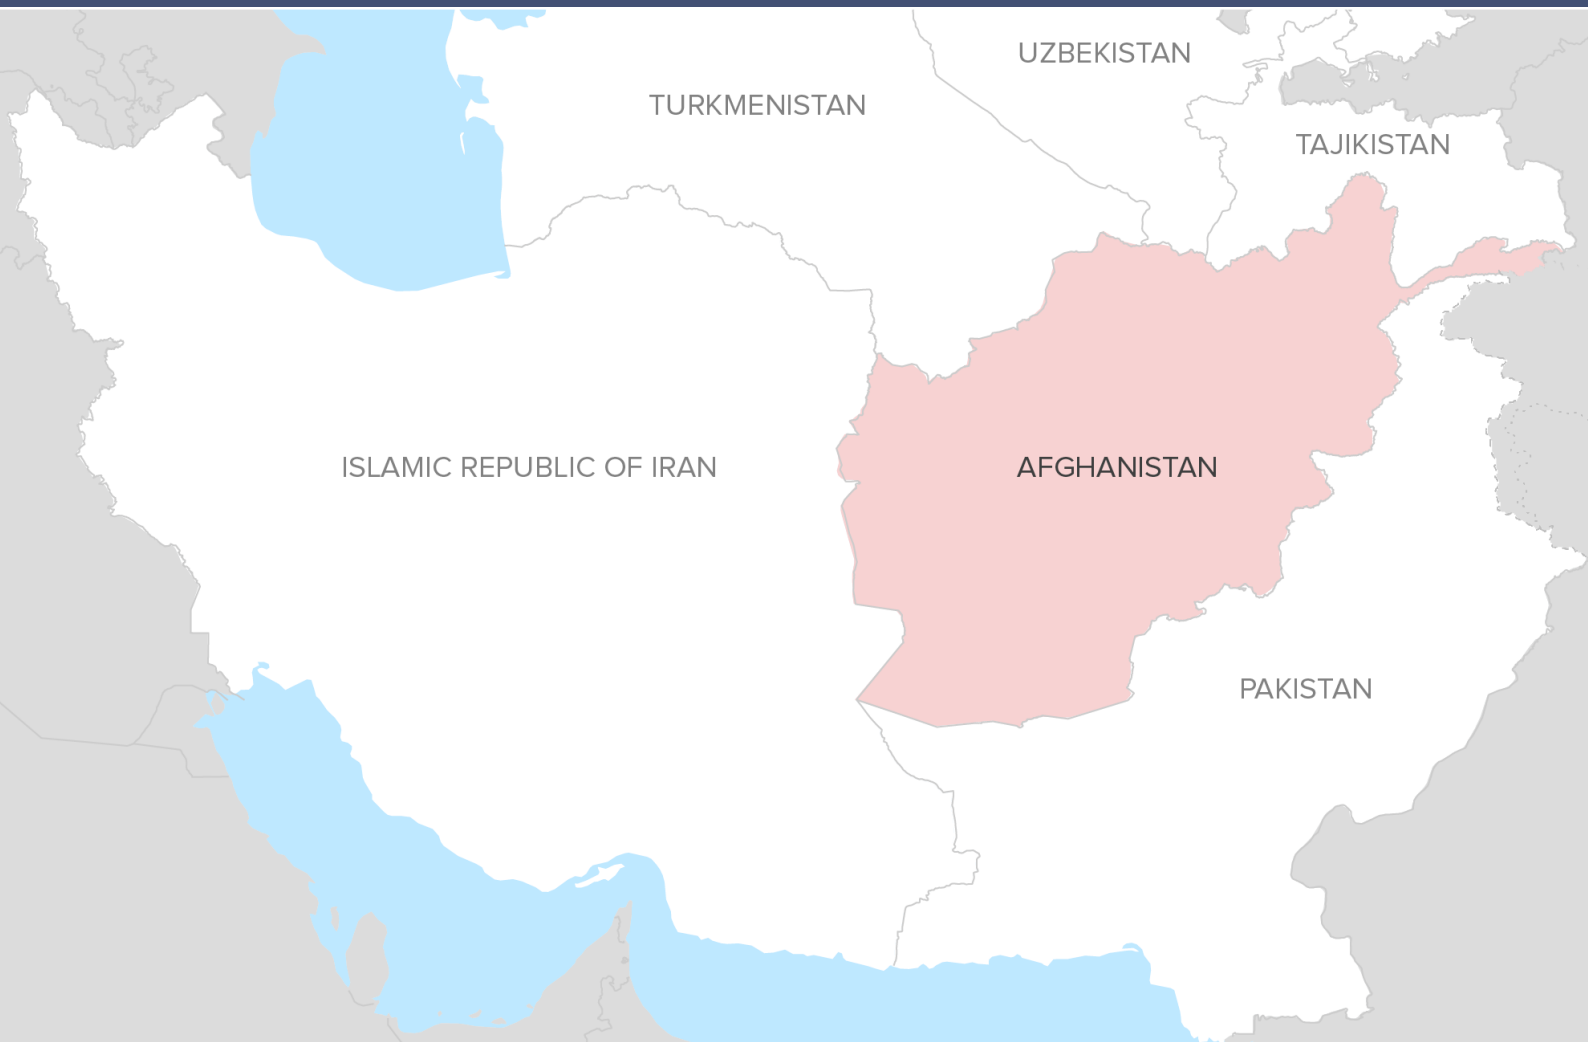 UZBEKISTAN
TURKMENISTAN
TAJIKISTAN
ISLAMIC REPUBLIC OF IRAN
AFGHANISTAN
PAKISTAN